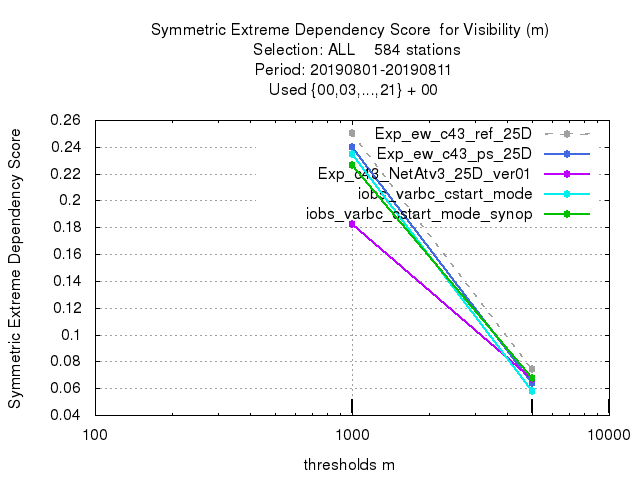 Symmetric Extreme Dependency Score  for Visibility (m)
Selection: ALL    584 stations
Period: 20190801-20190811
Used {00,03,...,21} + 00
Symmetric Extreme Dependency Score
0.26
0.24
0.22
0.2
0.18
0.16
0.14
0.12
0.1
0.08
0.06
0.04
Exp_ew_c43_ref_25D
Exp_ew_c43_ps_25D
Exp_c43_NetAtv3_25D_ver01
iobs_varbc_cstart_mode
iobs_varbc_cstart_mode_synop
100
1000
10000
thresholds m